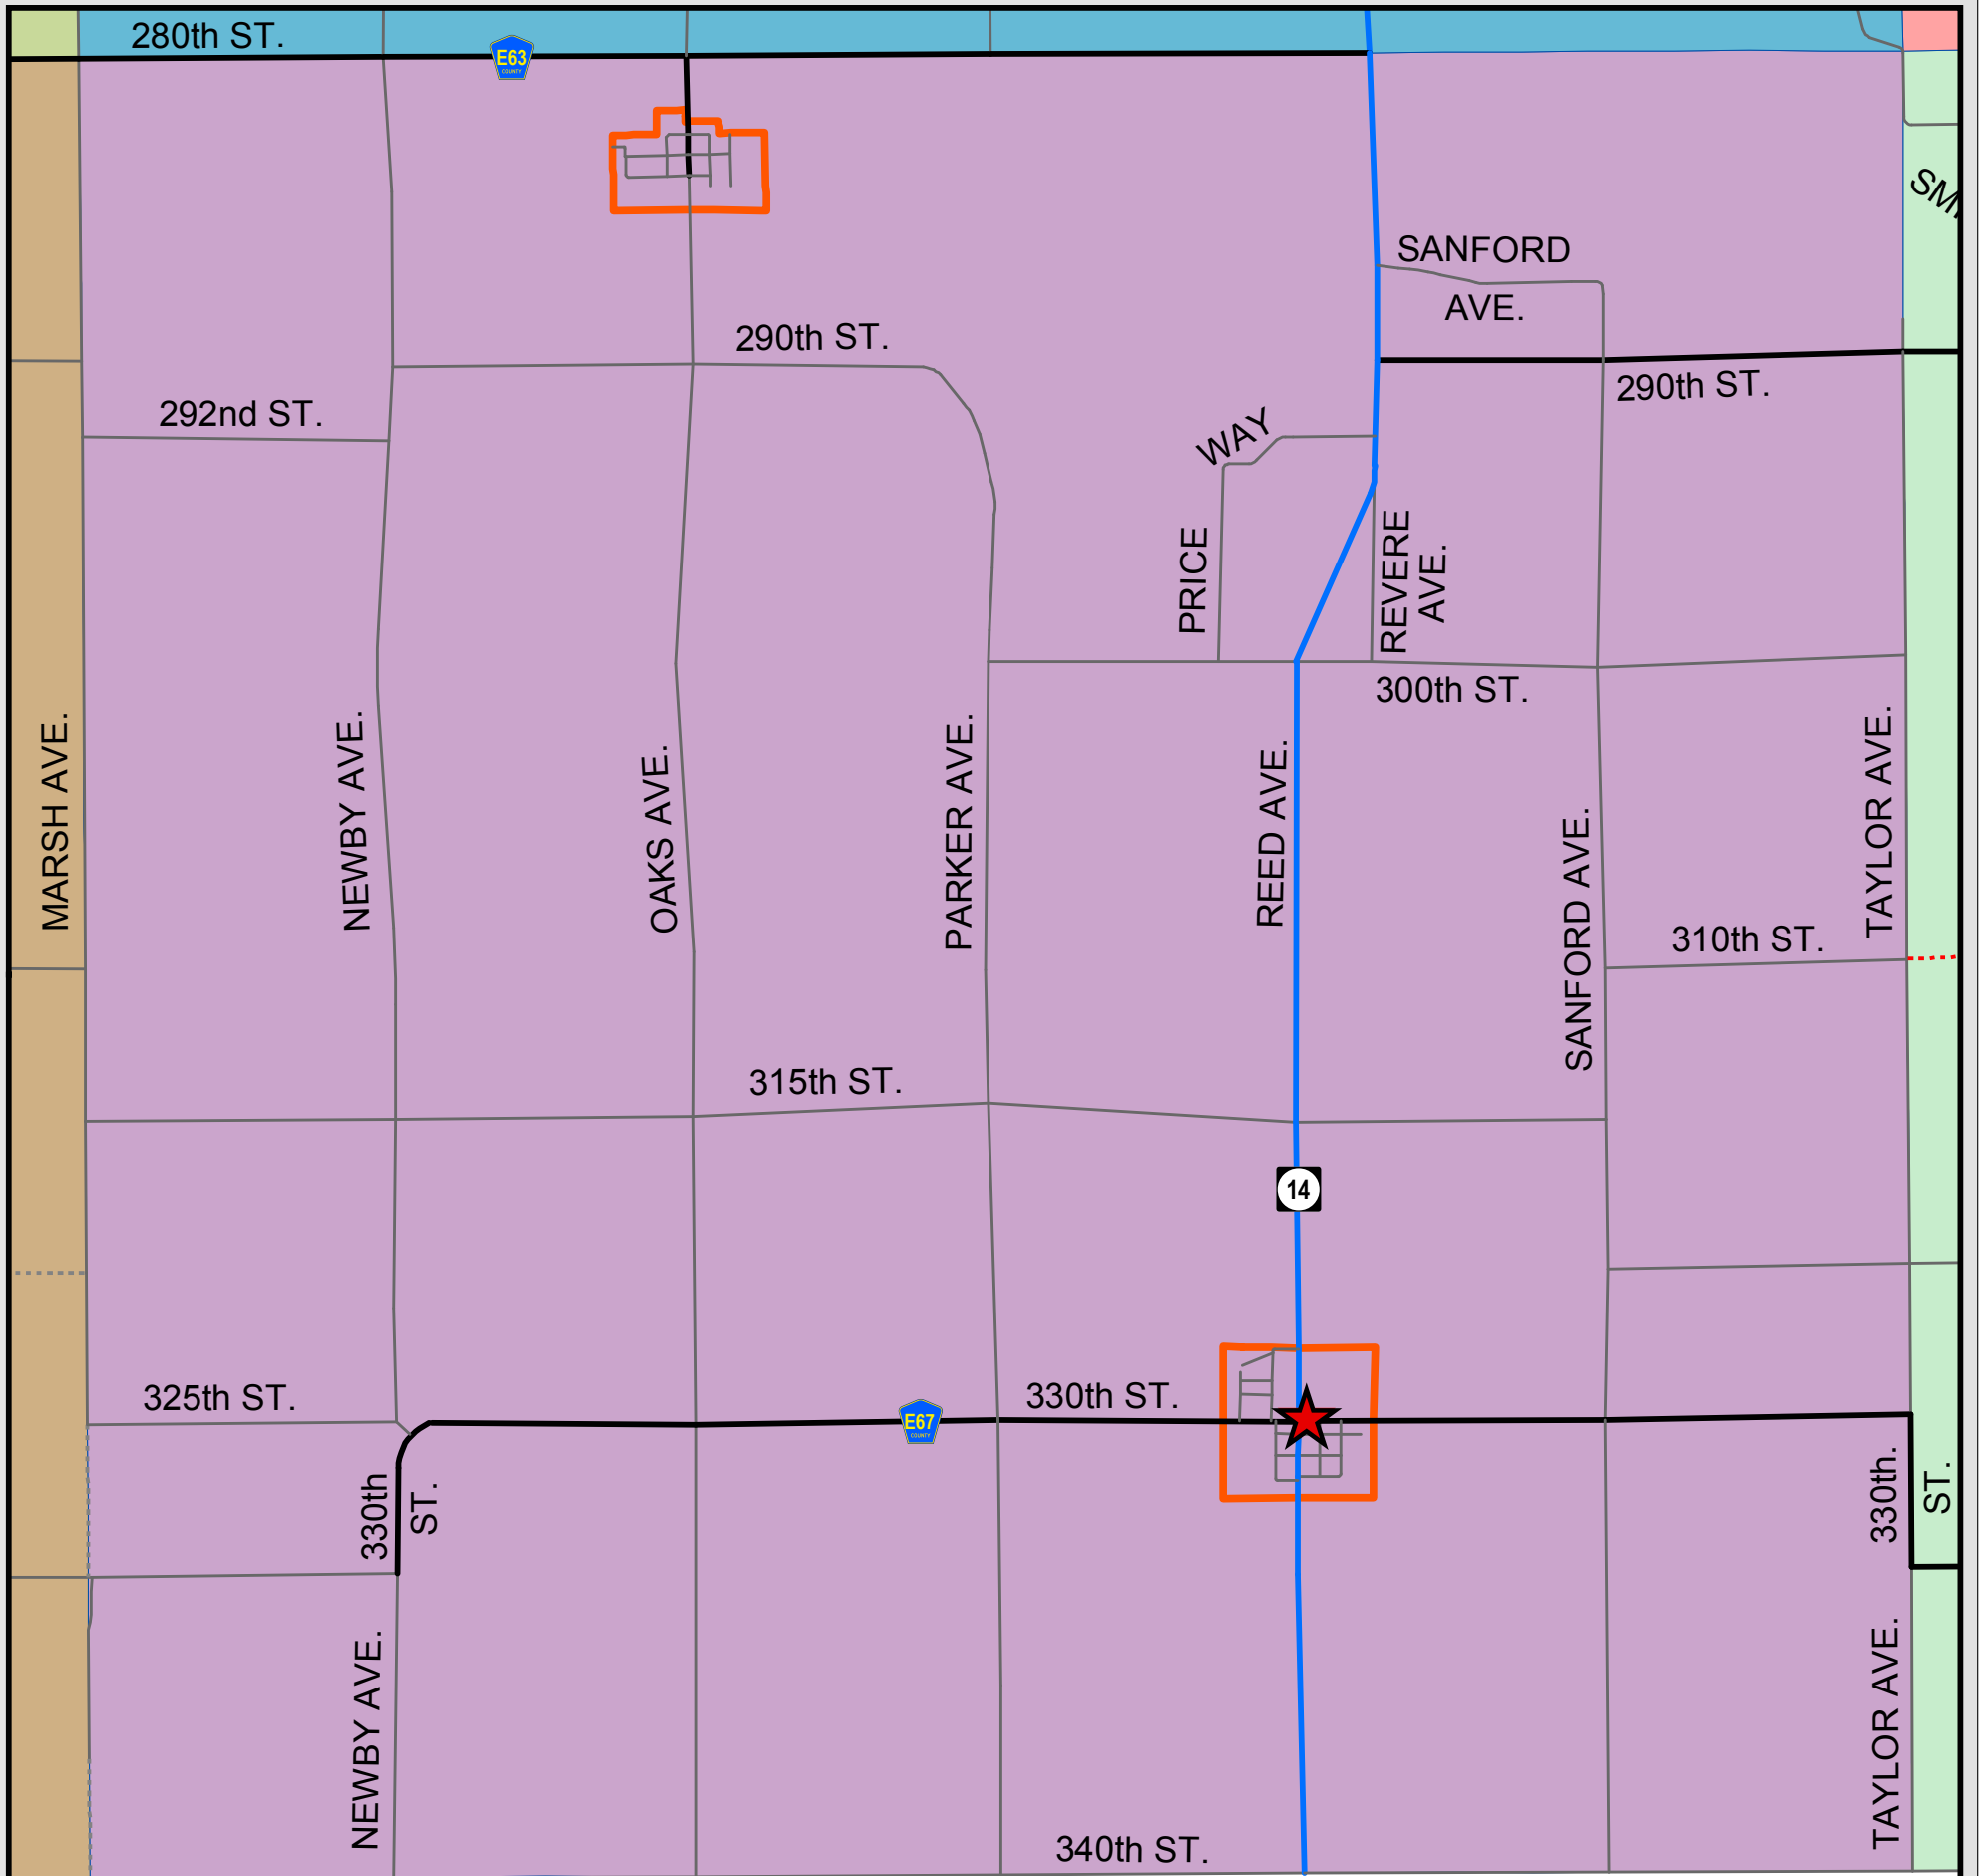 280th ST.
E63
COUNTY
SANFORD
AVE.
290th ST.
290th ST.
292nd ST.
WAY
PRICE
REVERE
AVE.
300th ST.
MARSH AVE.
NEWBY AVE.
OAKS AVE.
PARKER AVE.
REED AVE.
SANFORD AVE.
TAYLOR AVE.
310th ST.
315th ST.
14
325th ST.
330th ST.
E67
COUNTY
330th
ST.
330th.
ST.
NEWBY AVE.
TAYLOR AVE.
340th ST.